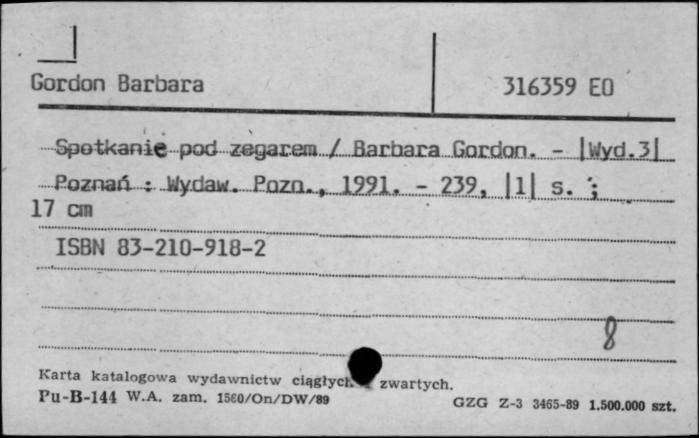 Gordon Barbara
316359 EO
Spotkanie pod zegarem / Barbara Gordon. - |Wyd.3|
Poznań : Wydaw. Pozn., 1991. - 239, |1| s. ;
17 cm
ISBN 83-210-918-2
8
Karta katalogowa wydawnictw ciągłych zwartych.
Pu-B-144 W.A. zam. 1560/On/DW/89
GZG Z-3 3465-89 1.500.000 szt.